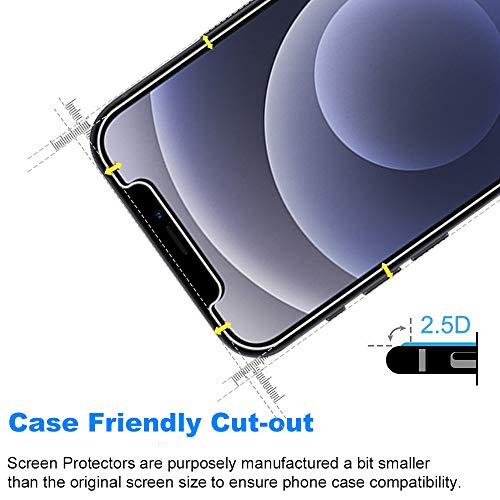 2.5D
Case Friendly Cut-out
Screen Protectors are purposely manufactured a bit smaller
than the original screen size to ensure phone case compatibility.